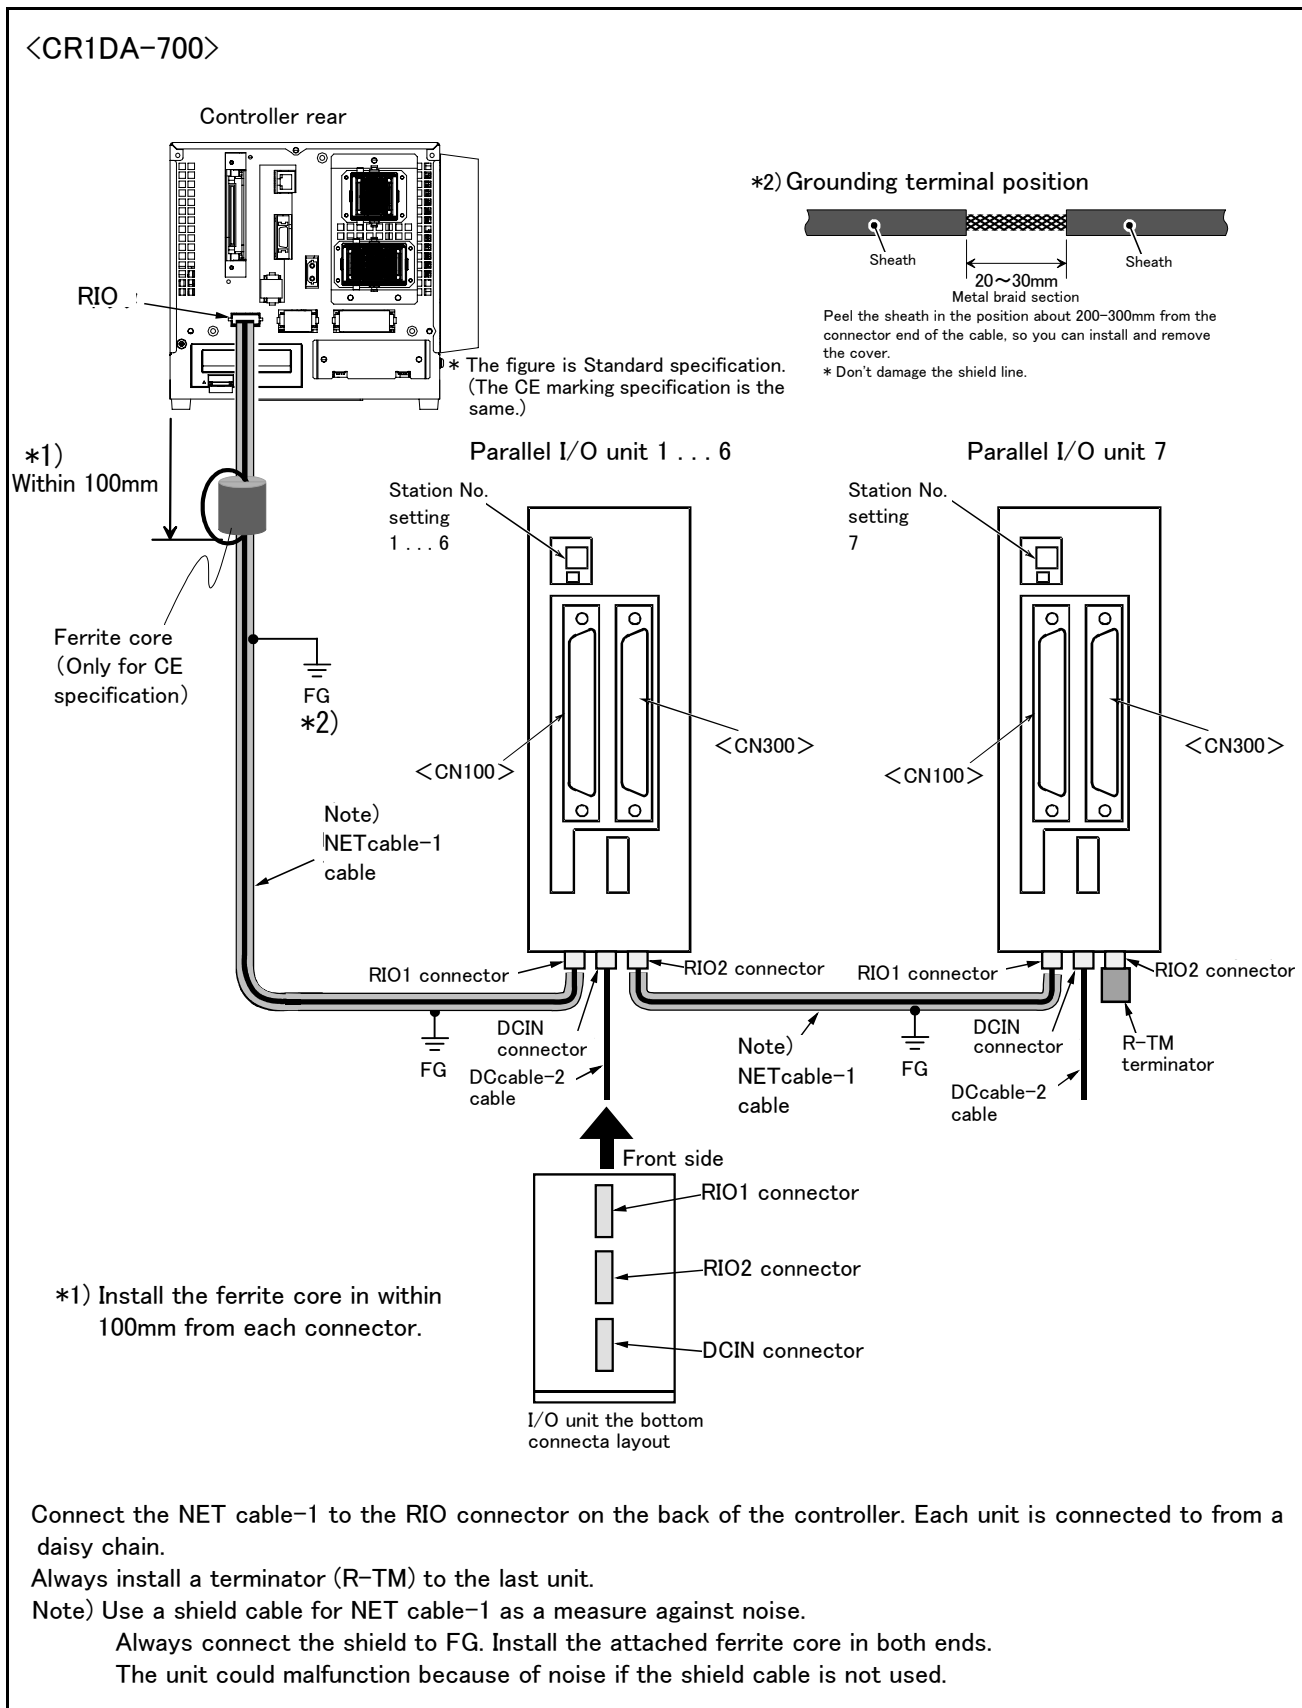 <CR1DA-700>
Controller rear
RIO
*2) Grounding terminal position
Sheath
Sheath
20～30mm
Metal braid section
Peel the sheath in the position about 200-300mm from the
connector end of the cable, so you can install and remove
the cover.
* Don't damage the shield line.
* The figure is Standard specification.
(The CE marking specification is the
same.)
*1)
Within 100mm
Parallel I/O unit 1 . . . 6
Parallel I/O unit 7
Station No.
setting
1 . . . 6
Station No.
setting
7
Ferrite core
(Only for CE
specification)
FG
*2)
<CN300>
<CN100>
<CN300>
<CN100>
Note)
NETcable-1
cable
RIO1 connector
RIO2 connector
RIO1 connector
RIO2 connector
FG
DCIN
connector
DCcable-2
cable
Note)
NETcable-1
cable
FG
DCIN
connector
DCcable-2
cable
R-TM
terminator
Front side
RIO1 connector
RIO2 connector
DCIN connector
*1) Install the ferrite core in within
100mm from each connector.
I/O unit the bottom
connecta layout
Connect the NET cable-1 to the RIO connector on the back of the controller. Each unit is connected to from a
daisy chain.
Always install a terminator (R-TM) to the last unit.
Note) Use a shield cable for NET cable-1 as a measure against noise.
Always connect the shield to FG. Install the attached ferrite core in both ends.
The unit could malfunction because of noise if the shield cable is not used.